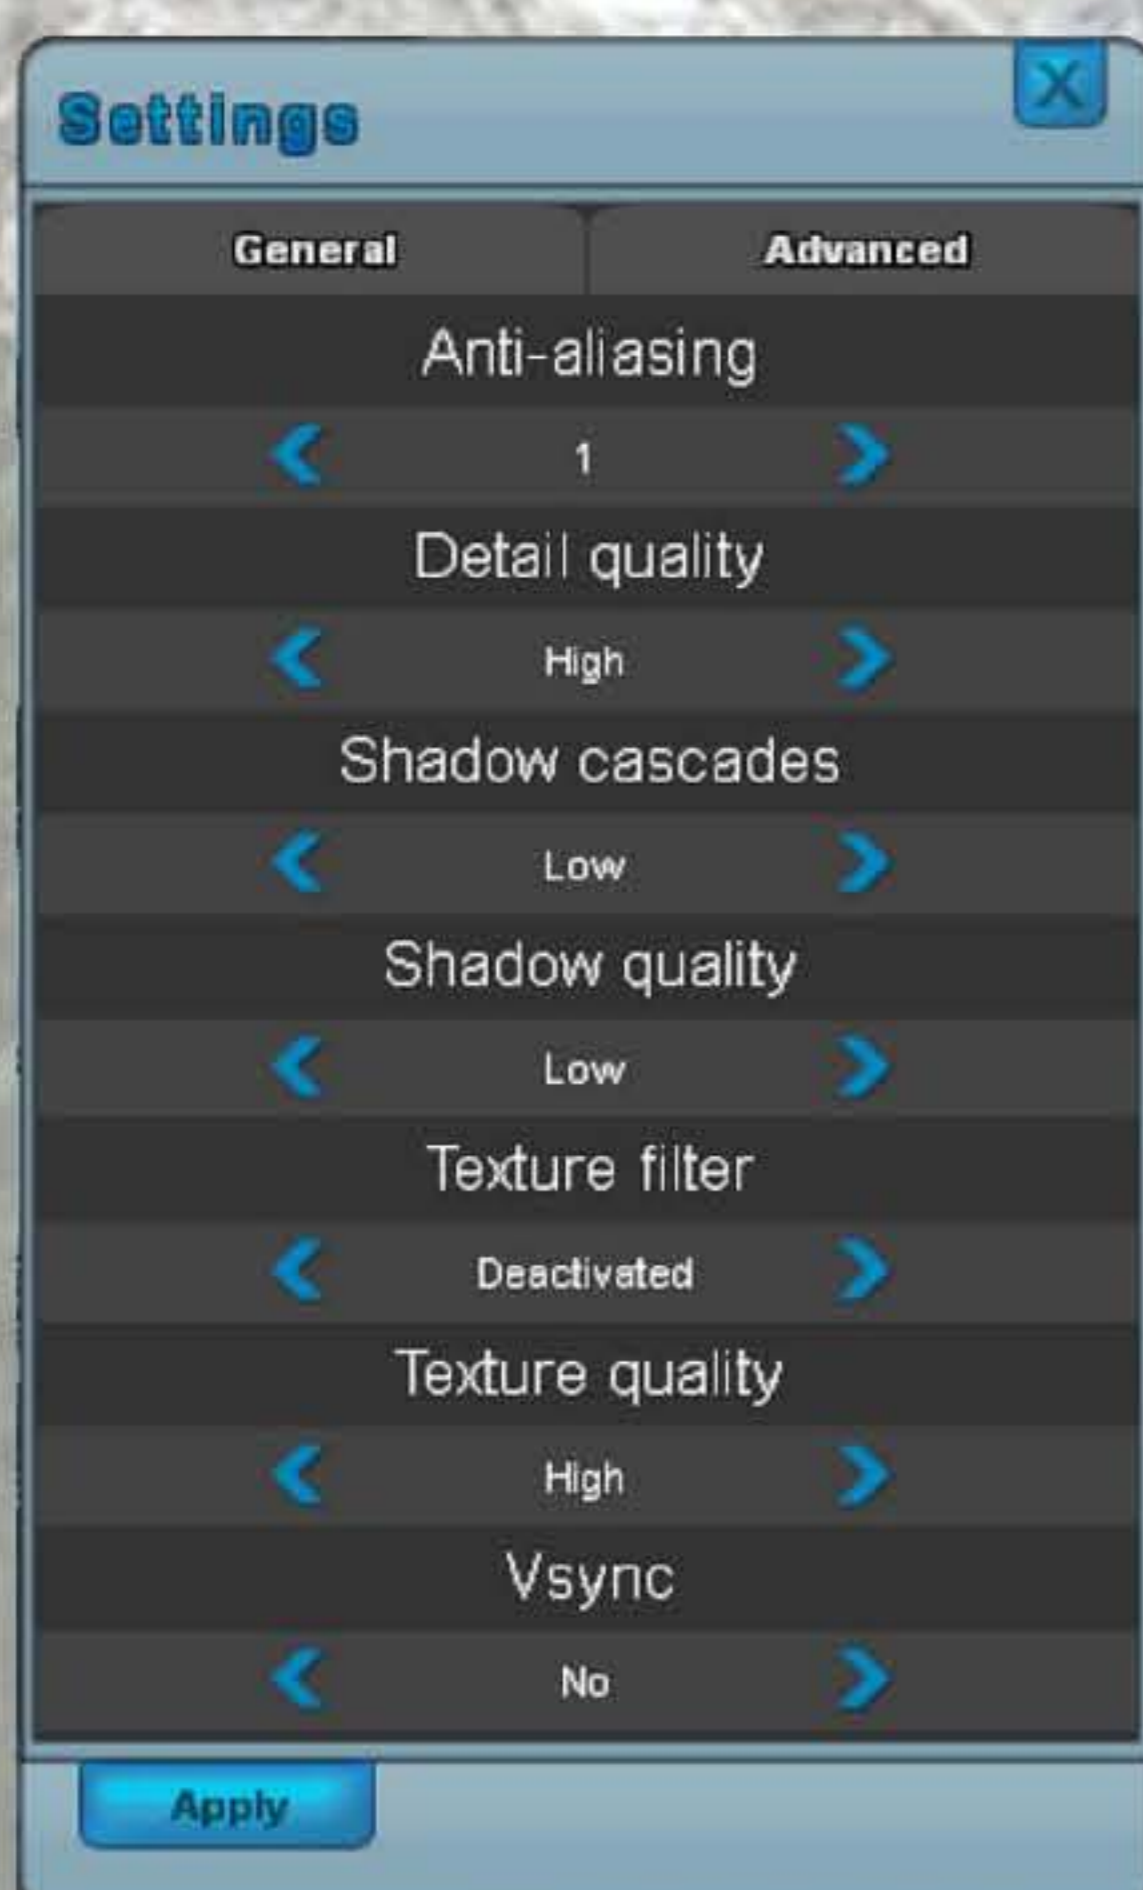 Settings
X
General
Advanced
Anti-aliasing
1
Detail quality
High
Shadow cascades
Low
Shadow quality
Low
Texture filter
Deactivated
Texture quality
High
Vsync
No
Apply